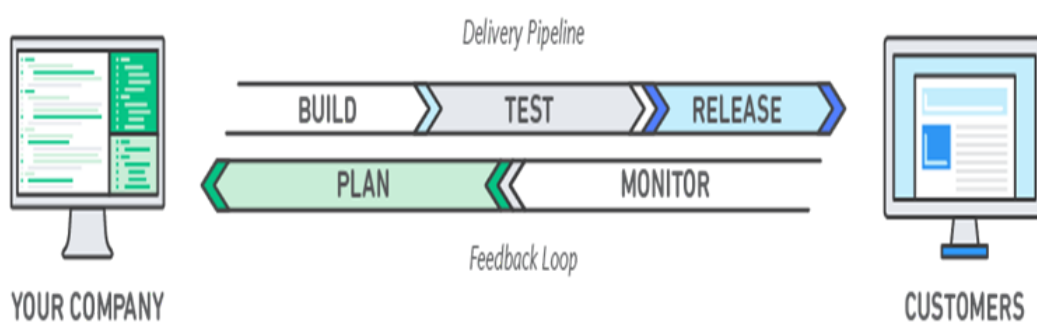 Delivery Pipeline
BUILD TEST RELEASE
PLAN MONITOR
Feedback Loop
YOUR COMPANY CUSTOMERS